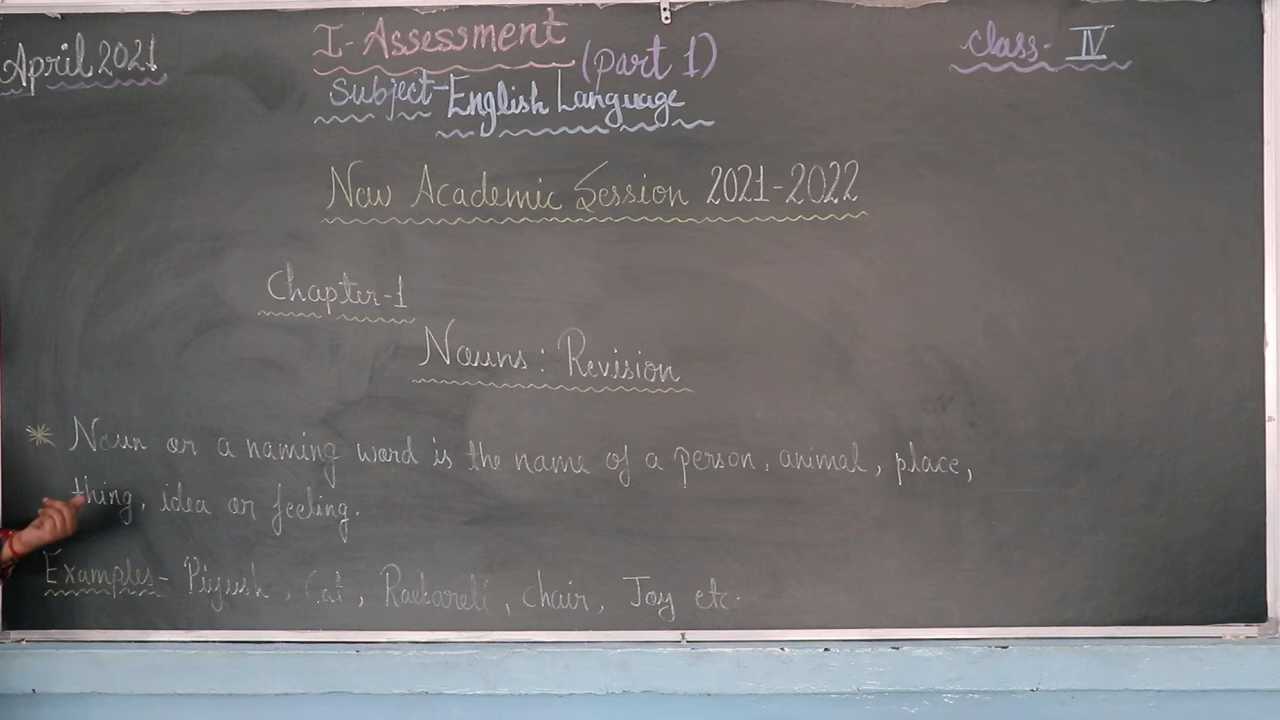 April 2021
I-Assessment (part 1)
class- IV
Subject-English Language
New Academic Session 2021-2022
Chapter-1
Nouns: Revision
* Noun or a naming word is the name of a person, animal, place,
thing, idea or feeling.
Examples- Piyush, Cat, Raebareli, chair, Joy etc.